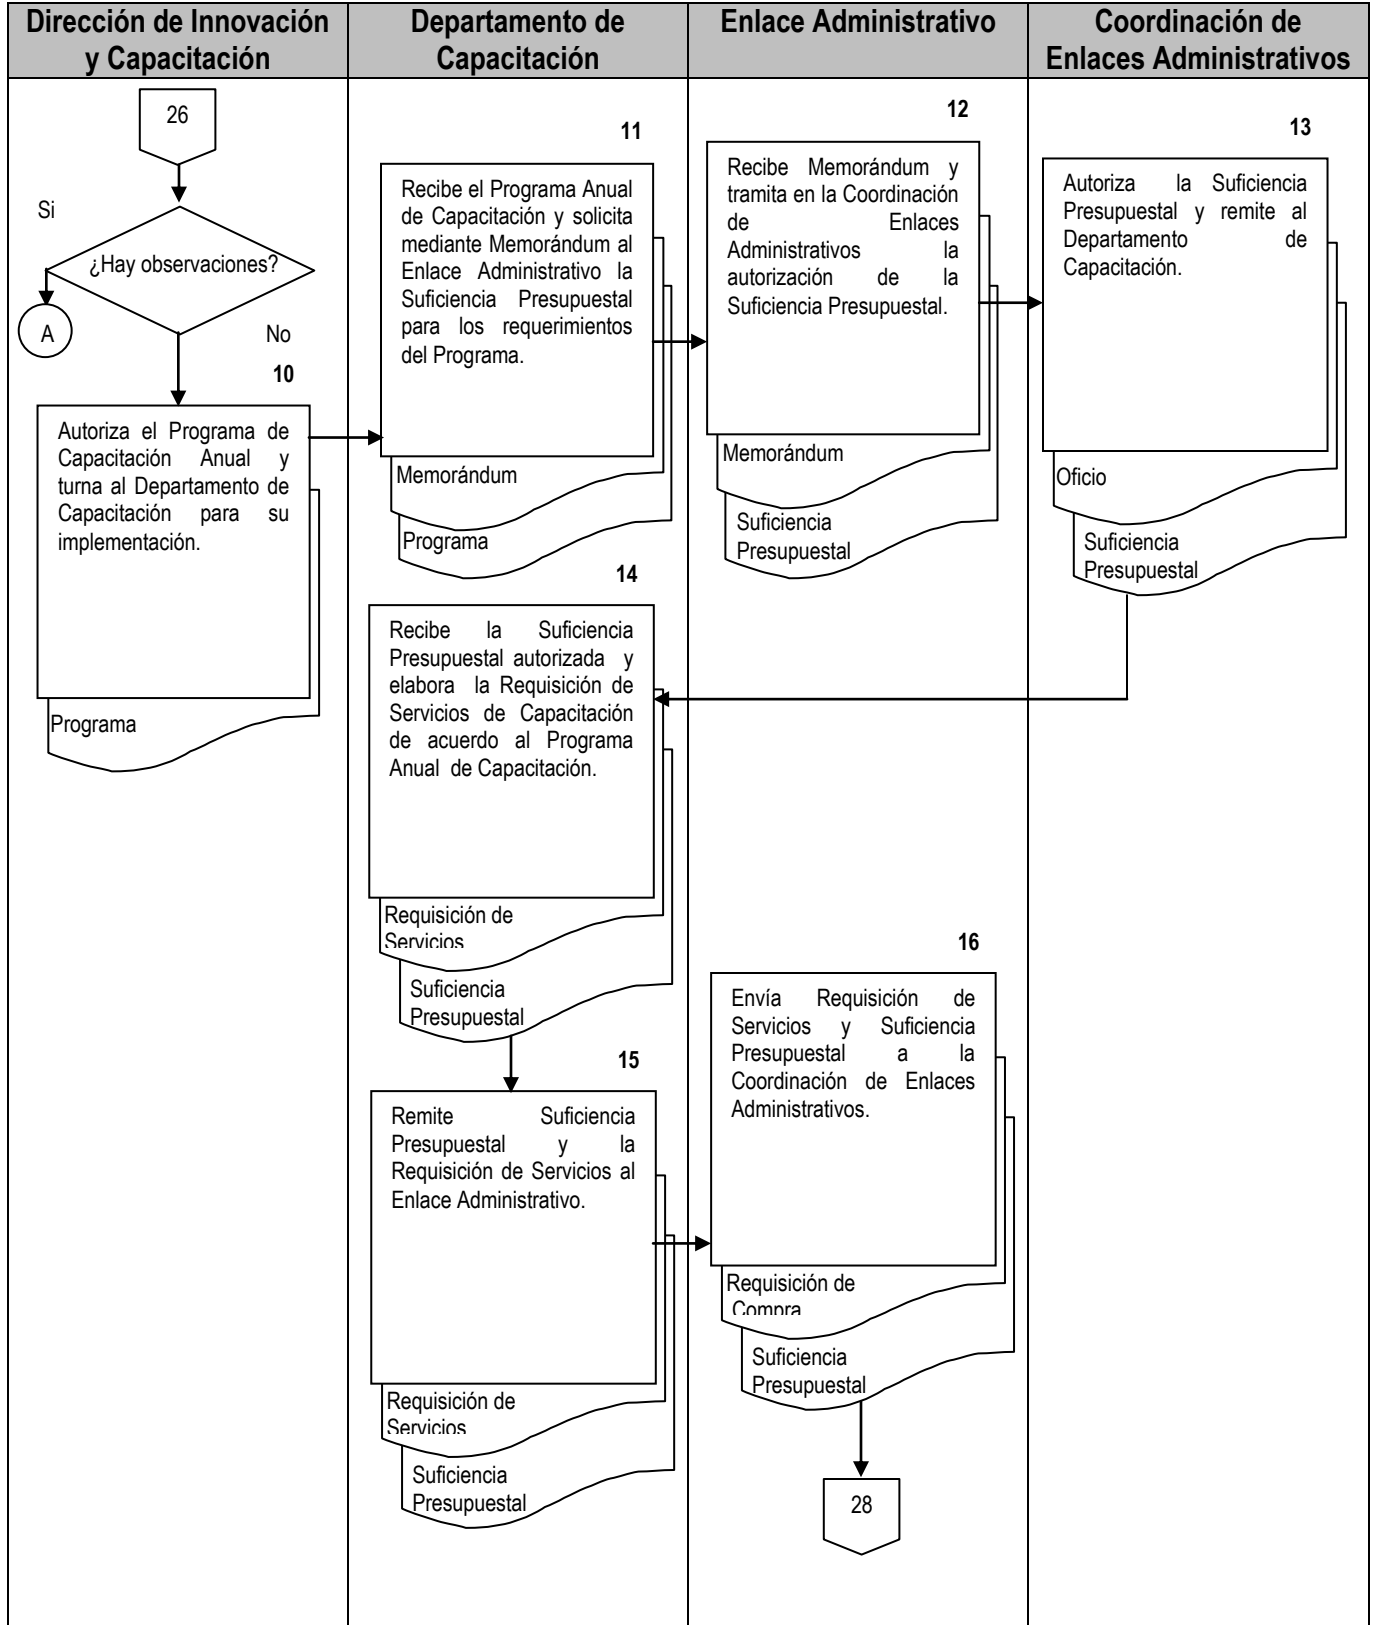 Dirección de Innovación
y Capacitación
Departamento de
Capacitación
Enlace Administrativo
Coordinación de
Enlaces Administrativos
26
Si
¿Hay observaciones?
A
No
10
Autoriza el Programa de
Capacitación Anual y
turna al Departamento de
Capacitación para su
implementación.
Programa
11
Recibe el Programa Anual
de Capacitación y solicita
mediante Memorándum al
Enlace Administrativo la
Suficiencia Presupuestal
para los requerimientos
del Programa.
Memorándum
Programa
12
Recibe Memorándum y
tramita en la Coordinación
de Enlaces
Administrativos la
autorización de la
Suficiencia Presupuestal.
Memorándum
Suficiencia
Presupuestal
13
Autoriza la Suficiencia
Presupuestal y remite al
Departamento de
Capacitación.
Oficio
Suficiencia
Presupuestal
14
Recibe la Suficiencia
Presupuestal autorizada y
elabora la Requisición de
Servicios de Capacitación
de acuerdo al Programa
Anual de Capacitación.
Requisición de
Servicios
Suficiencia
Presupuestal
15
Remite Suficiencia
Presupuestal y la
Requisición de Servicios al
Enlace Administrativo.
Requisición de
Servicios
Suficiencia
Presupuestal
16
Envía Requisición de
Servicios y Suficiencia
Presupuestal a la
Coordinación de Enlaces
Administrativos.
Requisición de
Compra
Suficiencia
Presupuestal
28